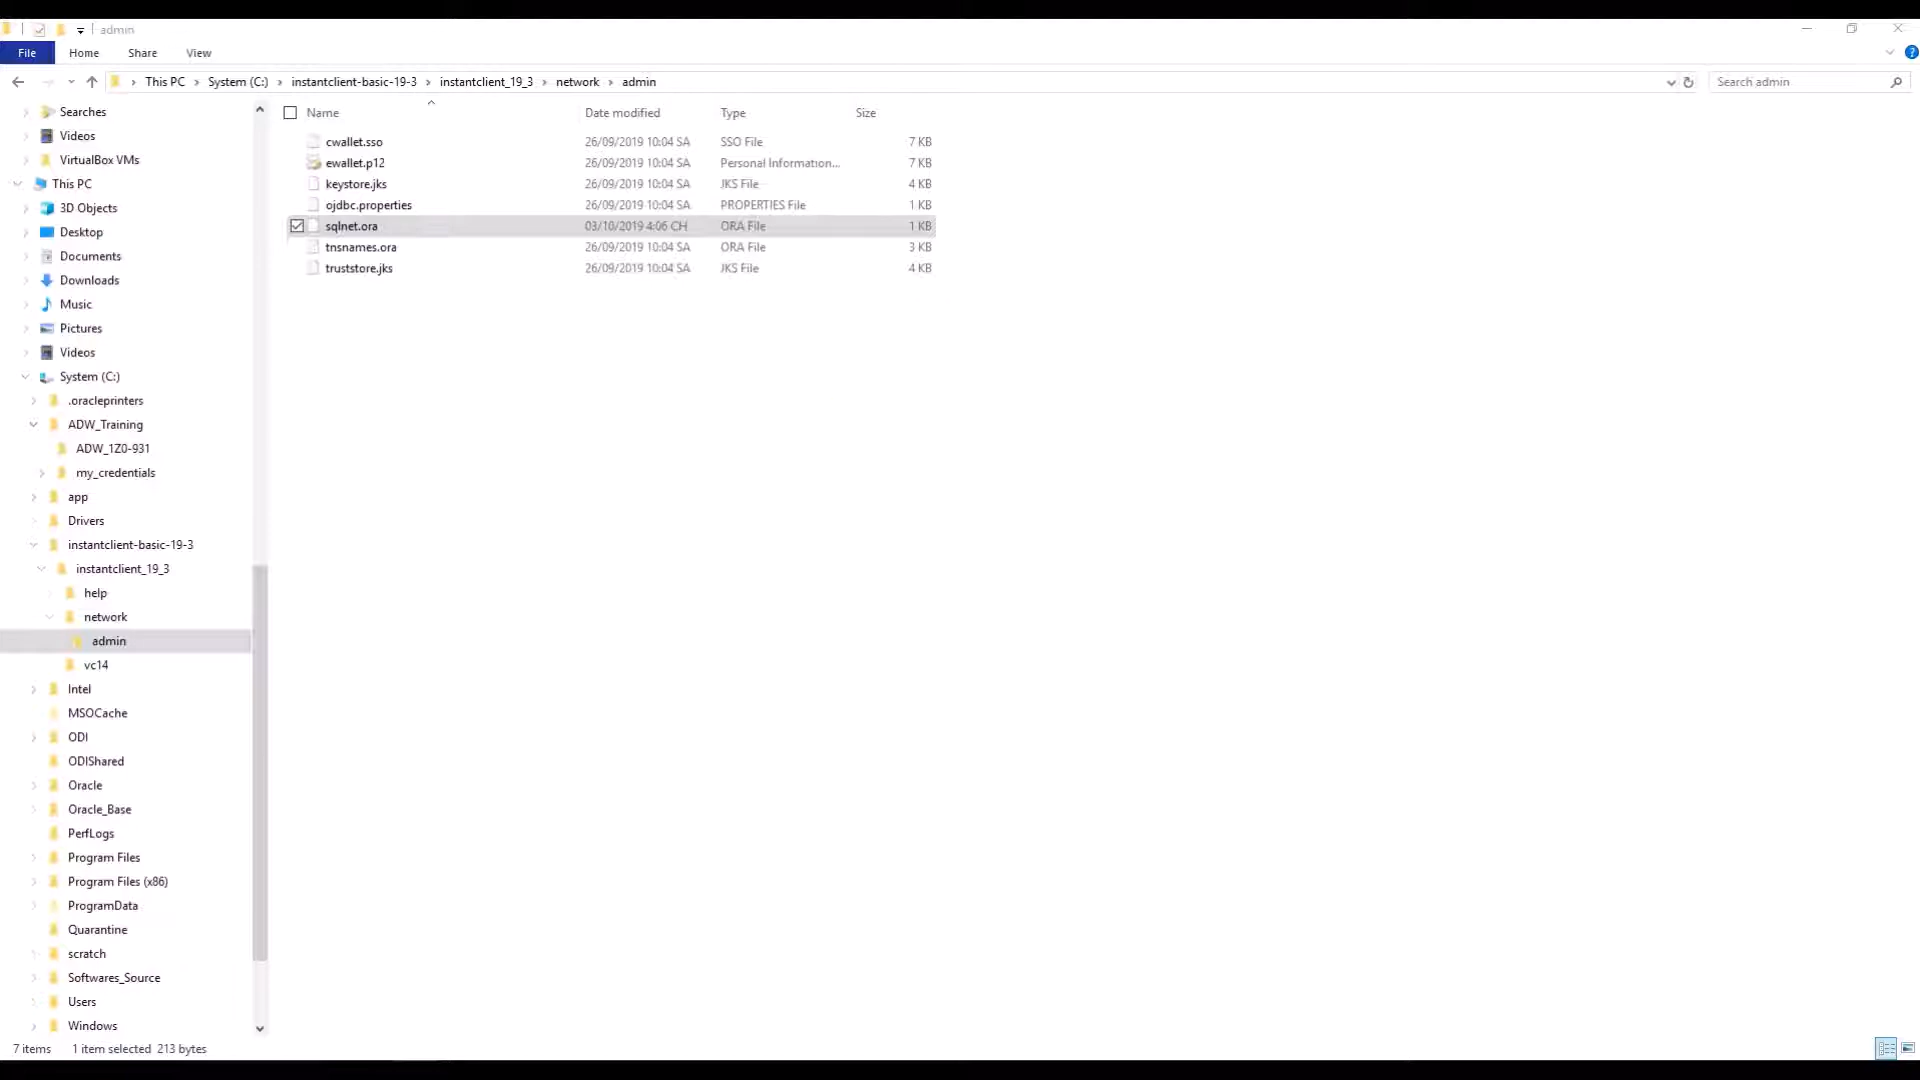 admin
File Home Share View
This PC System (C:) instantclient-basic-19-3 instantclient_19_3 network admin Search admin
Name Date modified Type Size
cwallet.sso 26/09/2019 10:04 SA SSO File 7 KB
ewallet.p12 26/09/2019 10:04 SA Personal Information... 7 KB
keystore.jks 26/09/2019 10:04 SA JKS File 4 KB
ojdbc.properties 26/09/2019 10:04 SA PROPERTIES File 1 KB
sqlnet.ora 03/10/2019 4:06 CH ORA File 1 KB
tnsnames.ora 26/09/2019 10:04 SA ORA File 3 KB
truststore.jks 26/09/2019 10:04 SA JKS File 4 KB
Searches
Videos
VirtualBox VMs
This PC
3D Objects
Desktop
Documents
Downloads
Music
Pictures
Videos
System (C:)
.oracleprinters
ADW_Training
ADW_1Z0-931
my_credentials
app
Drivers
instantclient-basic-19-3
instantclient_19_3
help
network
admin
vc14
Intel
MSOCache
ODI
ODIShared
Oracle
Oracle_Base
PerfLogs
Program Files
Program Files (x86)
ProgramData
Quarantine
scratch
Softwares_Source
Users
Windows
7 items 1 item selected 213 bytes